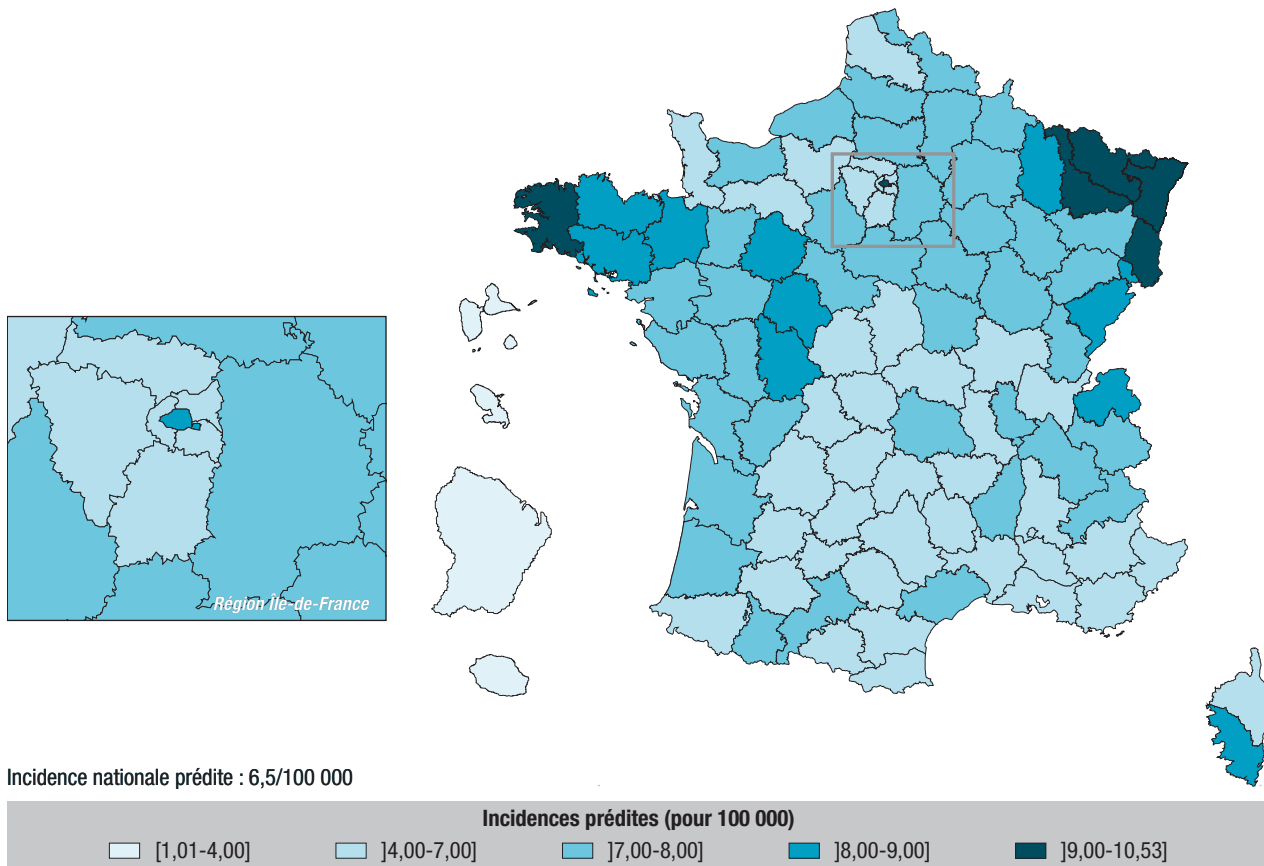 Région Île-de-France
Incidence nationale prédite : 6,5/100 000
Incidences prédites (pour 100 000)
[1,01-4,00] ]4,00-7,00] ]7,00-8,00] ]8,00-9,00] ]9,00-10,53]